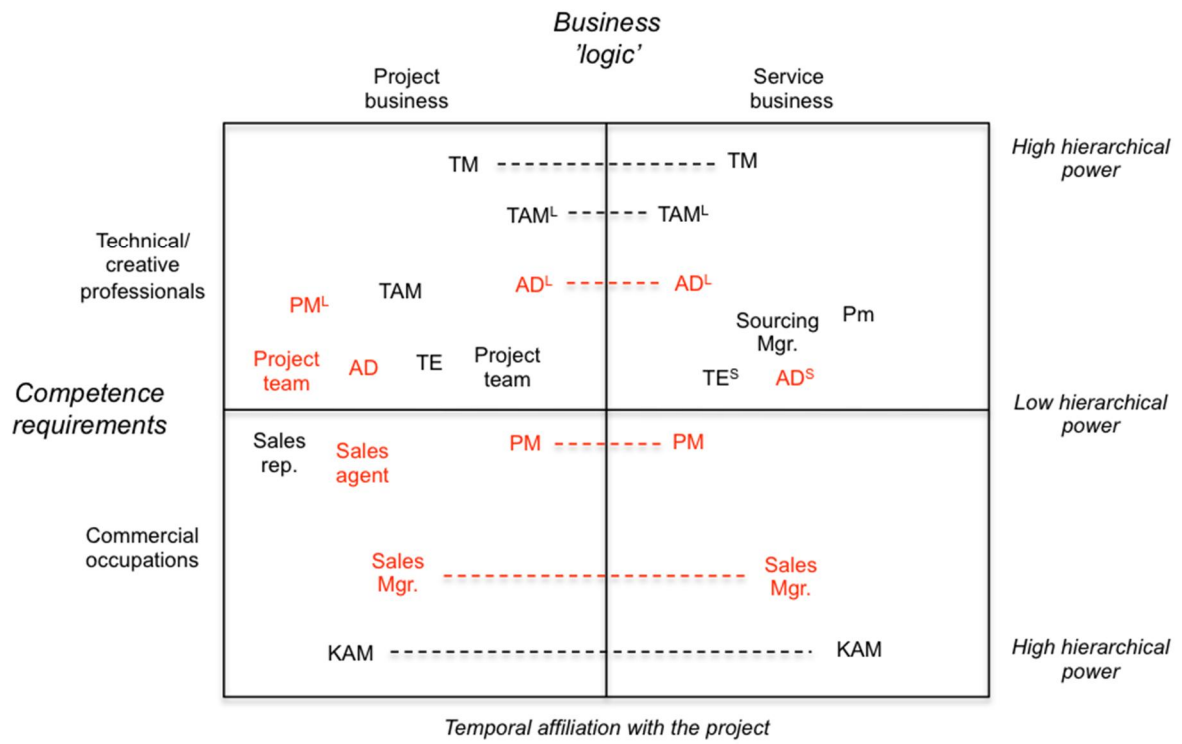 Business
’logic’
Project
business
Service
business
High hierarchical
power
TM
TM
TAMᴸ
TAMᴸ
Technical/
creative
professionals
ADᴸ
ADᴸ
PMᴸ
TAM
Sourcing
Mgr.
Pm
Project
team
AD
TE
Project
team
TEˢ
ADˢ
Competence
requirements
Low hierarchical
power
Sales
rep.
Sales
agent
PM
PM
Commercial
occupations
Sales
Mgr.
Sales
Mgr.
KAM
KAM
High hierarchical
power
Temporal affiliation with the project